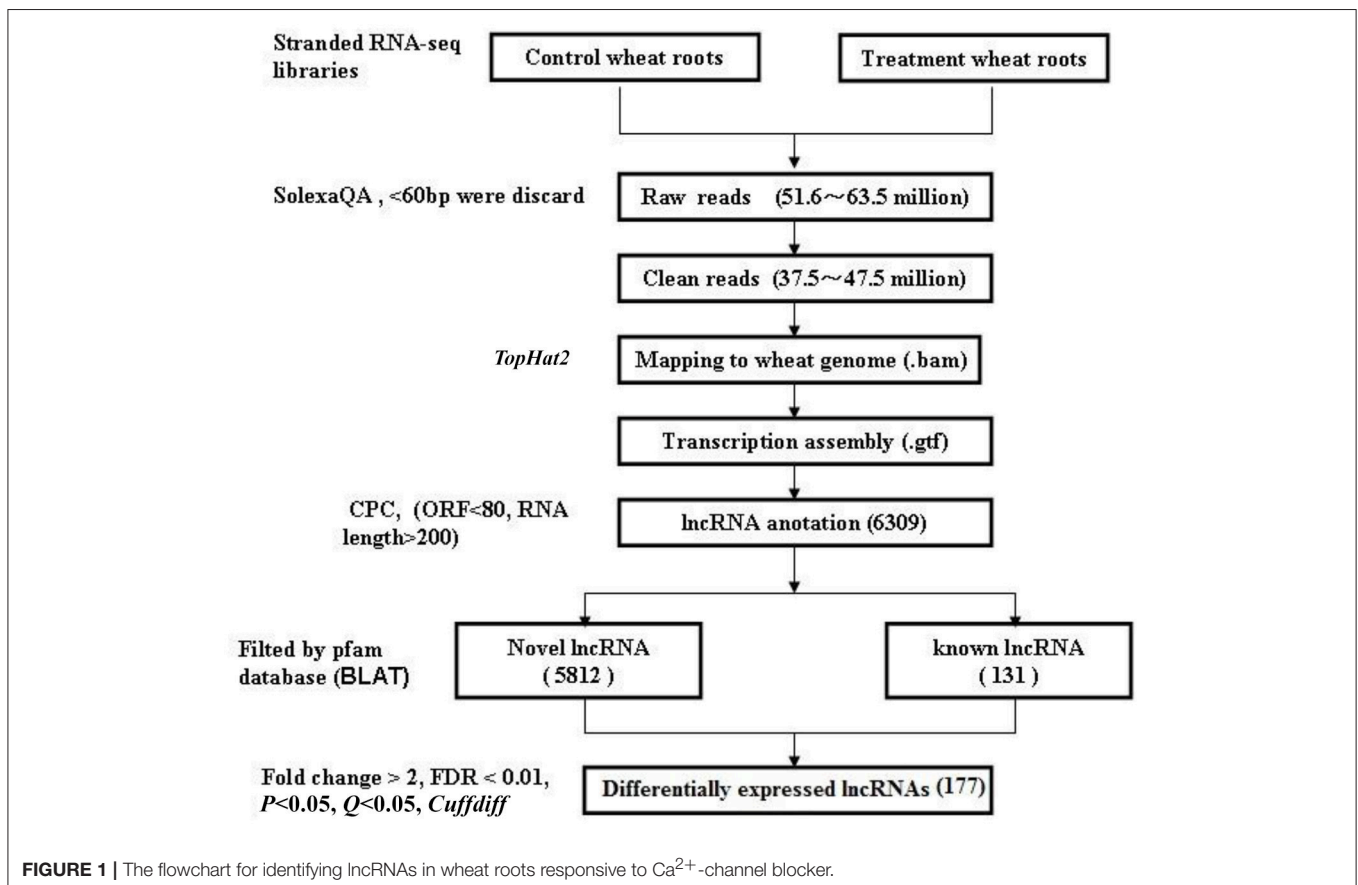 Stranded RNA-seq
libraries
Control wheat roots
Treatment wheat roots
SolexaQA , <60bp were discard
Raw reads (51.6～63.5 million)
Clean reads (37.5～47.5 million)
TopHat2
Mapping to wheat genome (.bam)
Transcription assembly (.gtf)
CPC, (ORF<80, RNA
length>200)
lncRNA anotation (6309)
Filted by pfam
database (BLAT)
Novel lncRNA
( 5812 )
known lncRNA
( 131 )
Fold change > 2, FDR < 0.01,
P<0.05, Q<0.05, Cuffdiff
Differentially expressed lncRNAs (177)
FIGURE 1 | The flowchart for identifying lncRNAs in wheat roots responsive to Ca2+-channel blocker.